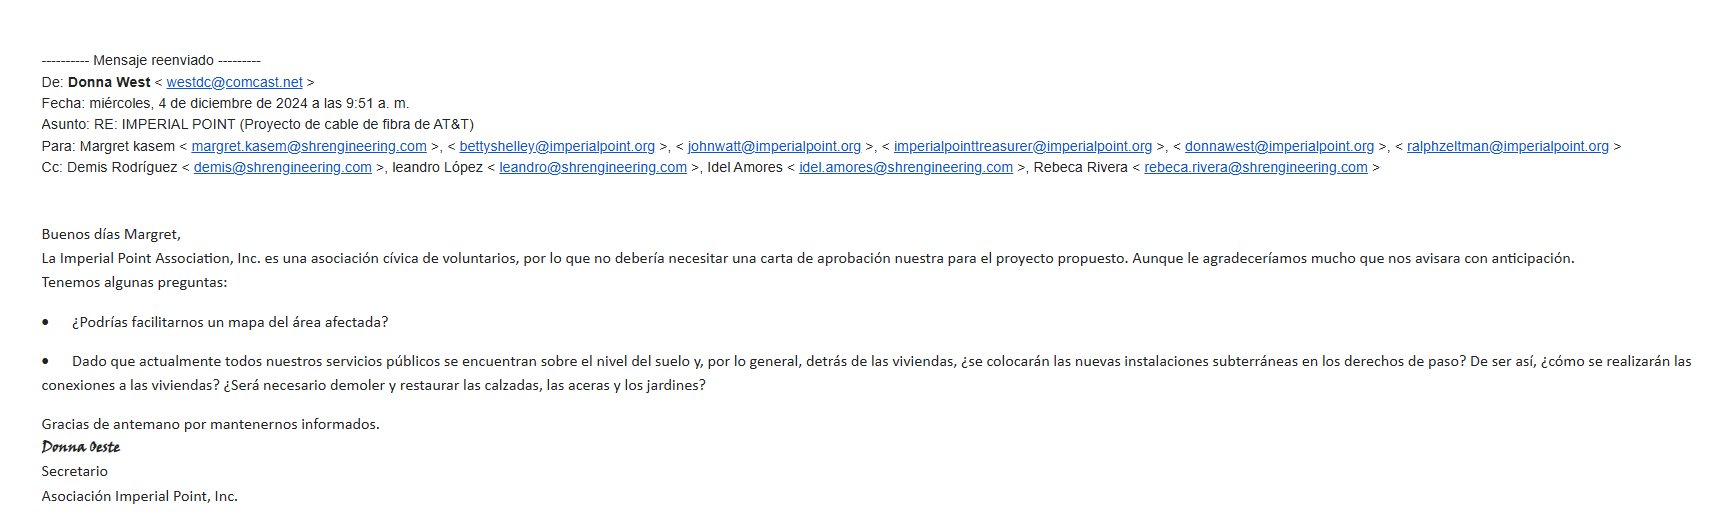 ---------- Mensaje reenviado ---------
De: Donna West < westdc@comcast.net >
Fecha: miércoles, 4 de diciembre de 2024 a las 9:51 a. m.
Asunto: RE: IMPERIAL POINT (Proyecto de cable de fibra de AT&T)
Para: Margret kasem < margret.kasem@shrengineering.com >, < bettyshelley@imperialpoint.org >, < johnwatt@imperialpoint.org >, < imperialpointtreasurer@imperialpoint.org >, < donnawest@imperialpoint.org >, < ralphzeltman@imperialpoint.org >
Cc: Demis Rodríguez < demis@shrengineering.com >, leandro López < leandro@shrengineering.com >, Idel Amores < idel.amores@shrengineering.com >, Rebeca Rivera < rebeca.rivera@shrengineering.com >
Buenos días Margret,
La Imperial Point Association, Inc. es una asociación cívica de voluntarios, por lo que no debería necesitar una carta de aprobación nuestra para el proyecto propuesto. Aunque le agradeceríamos mucho que nos avisara con anticipación.
Tenemos algunas preguntas:
• ¿Podrías facilitarnos un mapa del área afectada?
• Dado que actualmente todos nuestros servicios públicos se encuentran sobre el nivel del suelo y, por lo general, detrás de las viviendas, ¿se colocarán las nuevas instalaciones subterráneas en los derechos de paso? De ser así, ¿cómo se realizarán las
conexiones a las viviendas? ¿Será necesario demoler y restaurar las calzadas, las aceras y los jardines?
Gracias de antemano por mantenernos informados.
Donna Oeste
Secretario
Asociación Imperial Point, Inc.